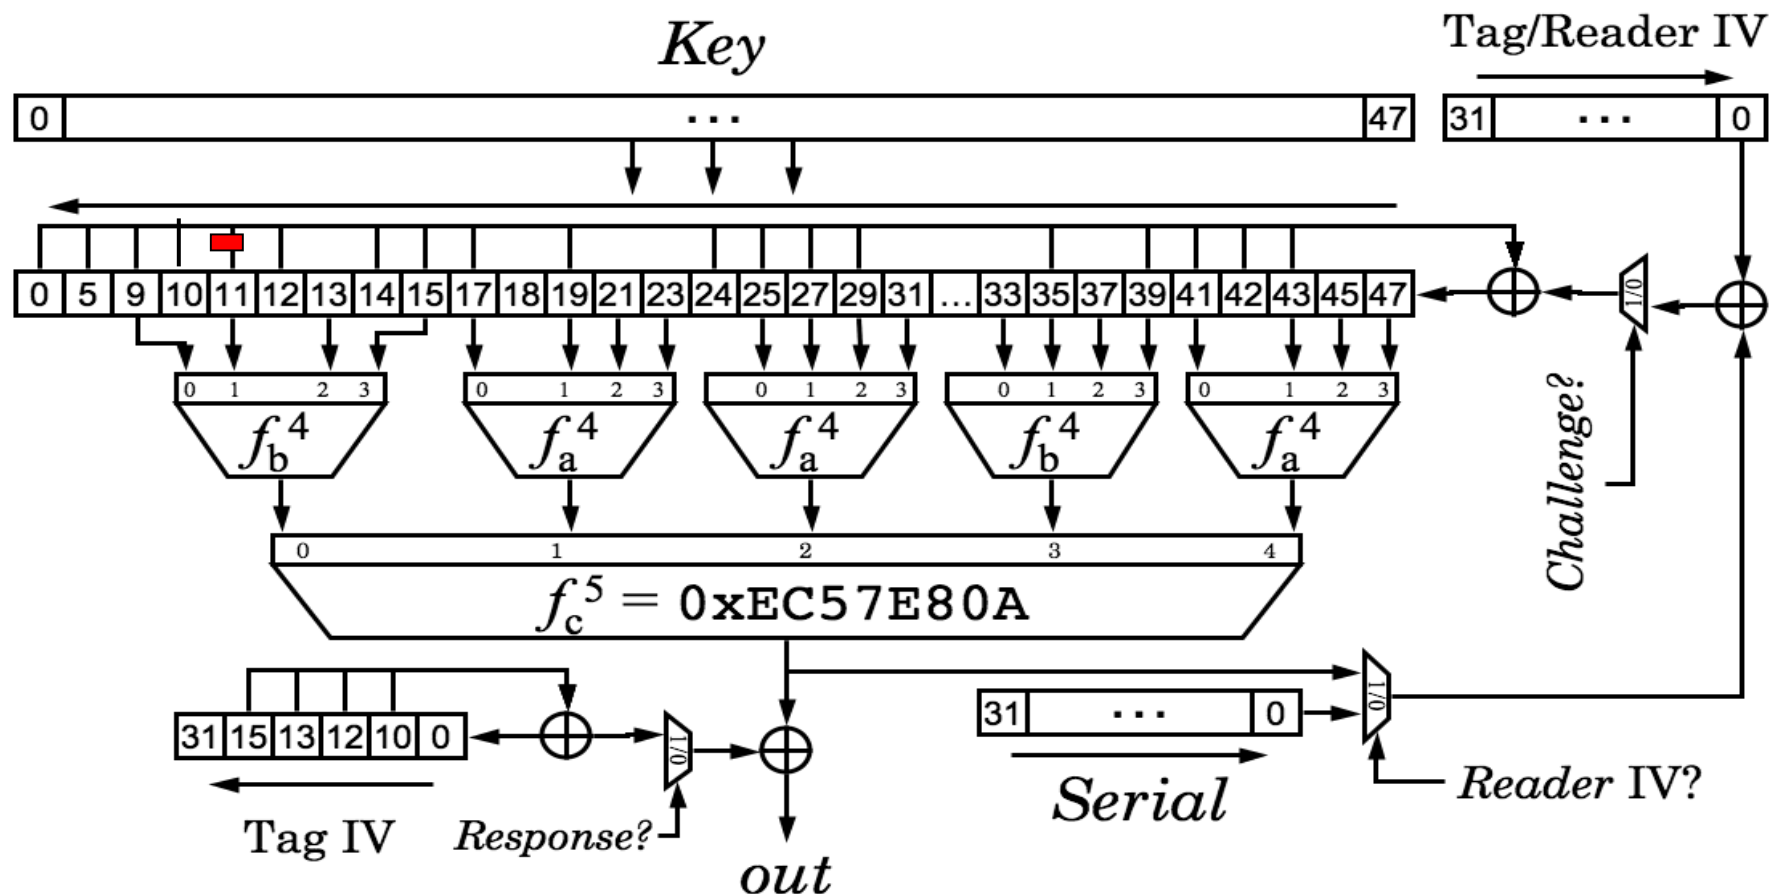 Key
Tag/Reader IV
0 ... 47
31 ... 0
0 5 9 10 11 12 13 14 15 17 18 19 21 23 24 25 27 29 31 ... 33 35 37 39 41 42 43 45 47
1/0
0 1 2 3
0 1 2 3
0 1 2 3
0 1 2 3
0 1 2 3
f_b^4
f_a^4
f_a^4
f_b^4
f_a^4
Challenge?
0 1 2 3 4
f_c^5 = 0xEC57E80A
31 15 13 12 10 0
1/0
31 ... 0
1/0
Tag IV
Response?
Serial
Reader IV?
out